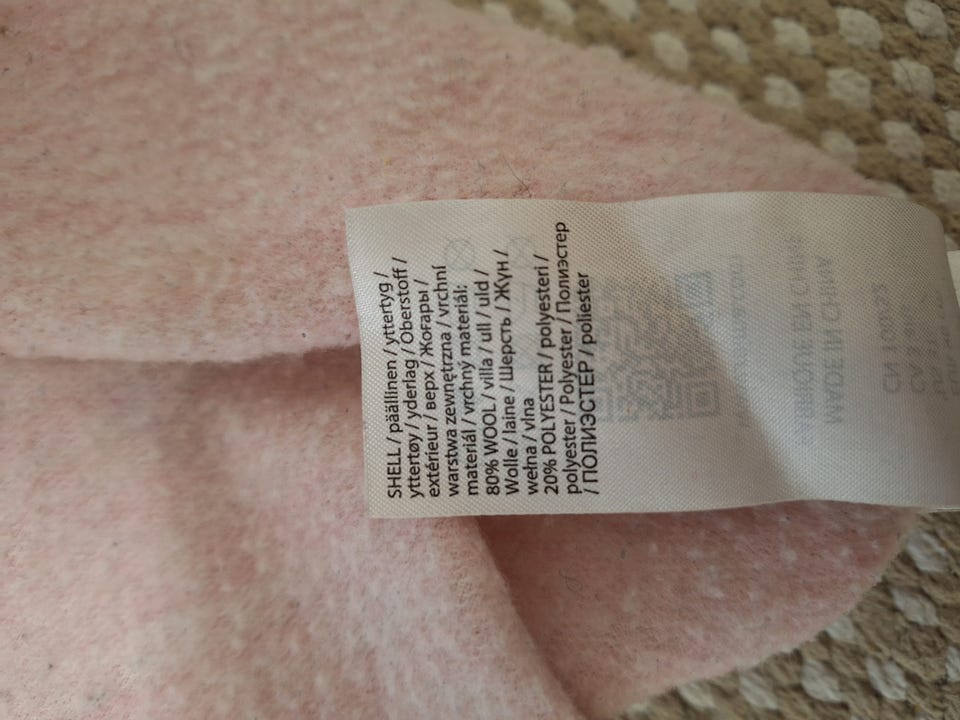 SHELL / päällinen / yttertyg /
yttertøy / yderlag / Oberstoff /
extérieur / верх / Жоғары /
warstwa zewnętrzna / vrchní
materiál / vrchný materiál:
80% WOOL / villa / ull / uld /
Wolle / laine / Шерсть / Жүн /
wełna / vlna
20% POLYESTER / polyesteri /
polyester / Polyester / Полиэстер
/ ПОЛИЭСТЕР / poliester